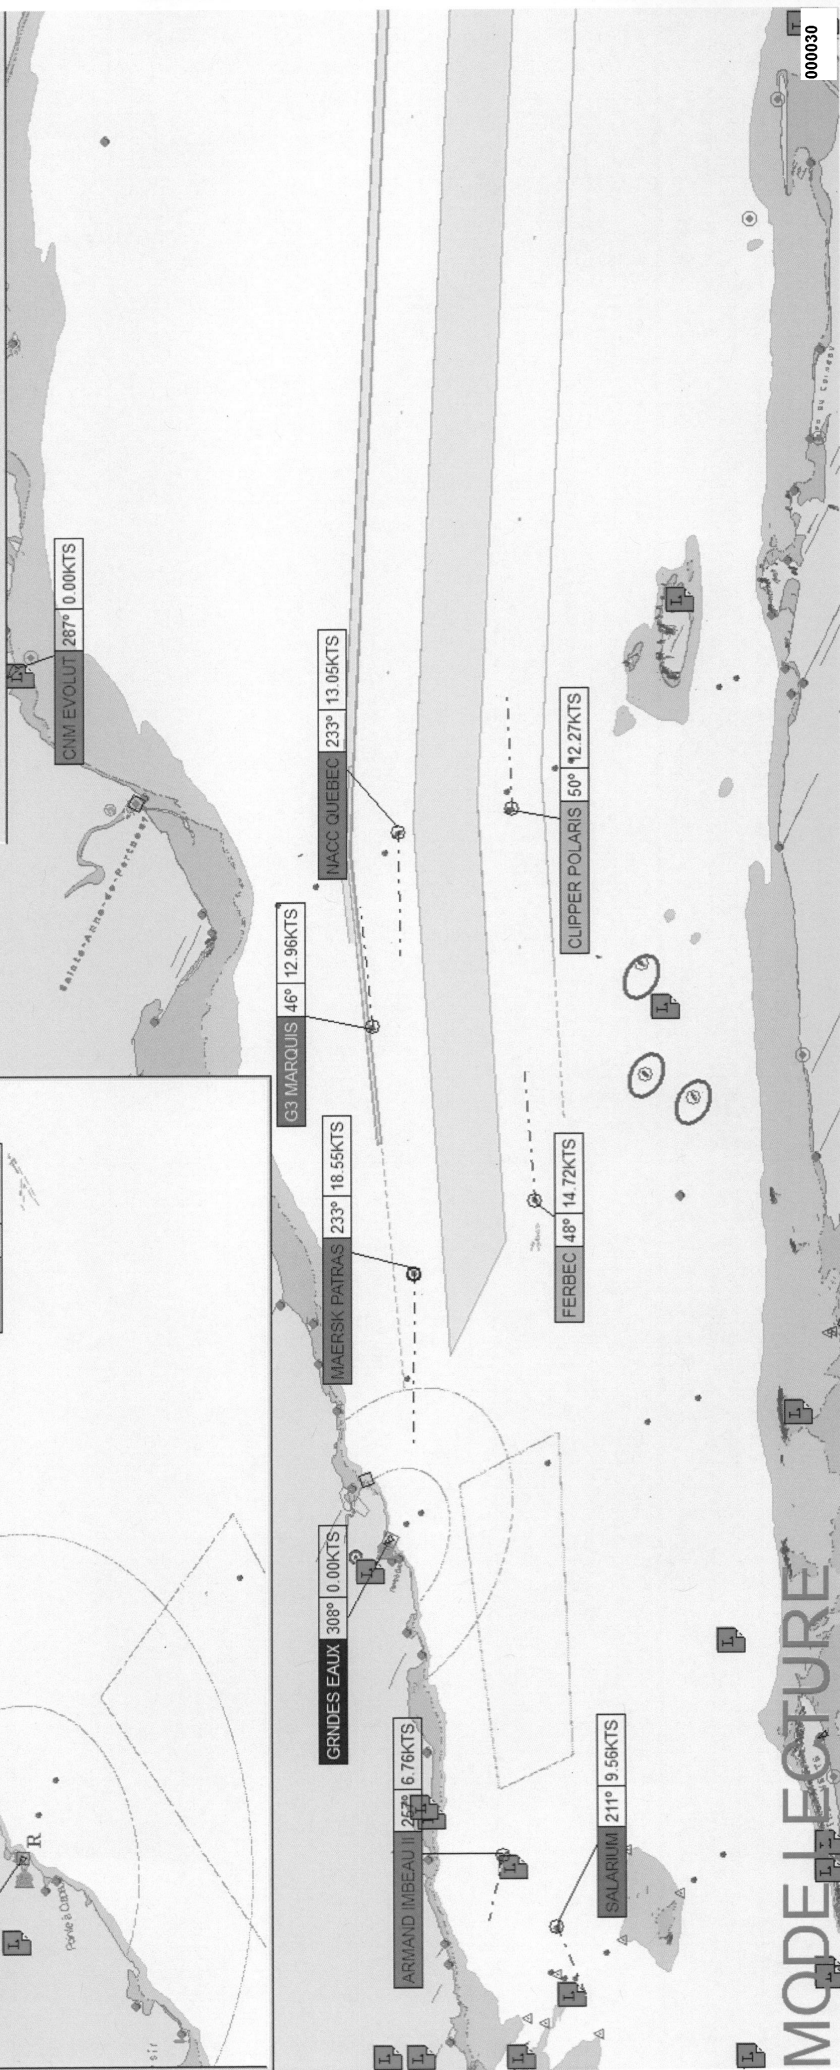 000030
CNM EVOLUT 287° 0.00KTS
Sainte-Anne-de-Portneuf
NACC QUEBEC 233° 13.05KTS
G3 MARQUIS 46° 12.96KTS
CLIPPER POLARIS 50° 12.27KTS
MAERSK PATRAS 233° 18.55KTS
FERBEC 48° 14.72KTS
GRNDES EAUX 308° 0.00KTS
ARMAND IMBEAU II 257° 6.76KTS
SALARIUM 211° 9.56KTS
R
L
MODE LECTURE